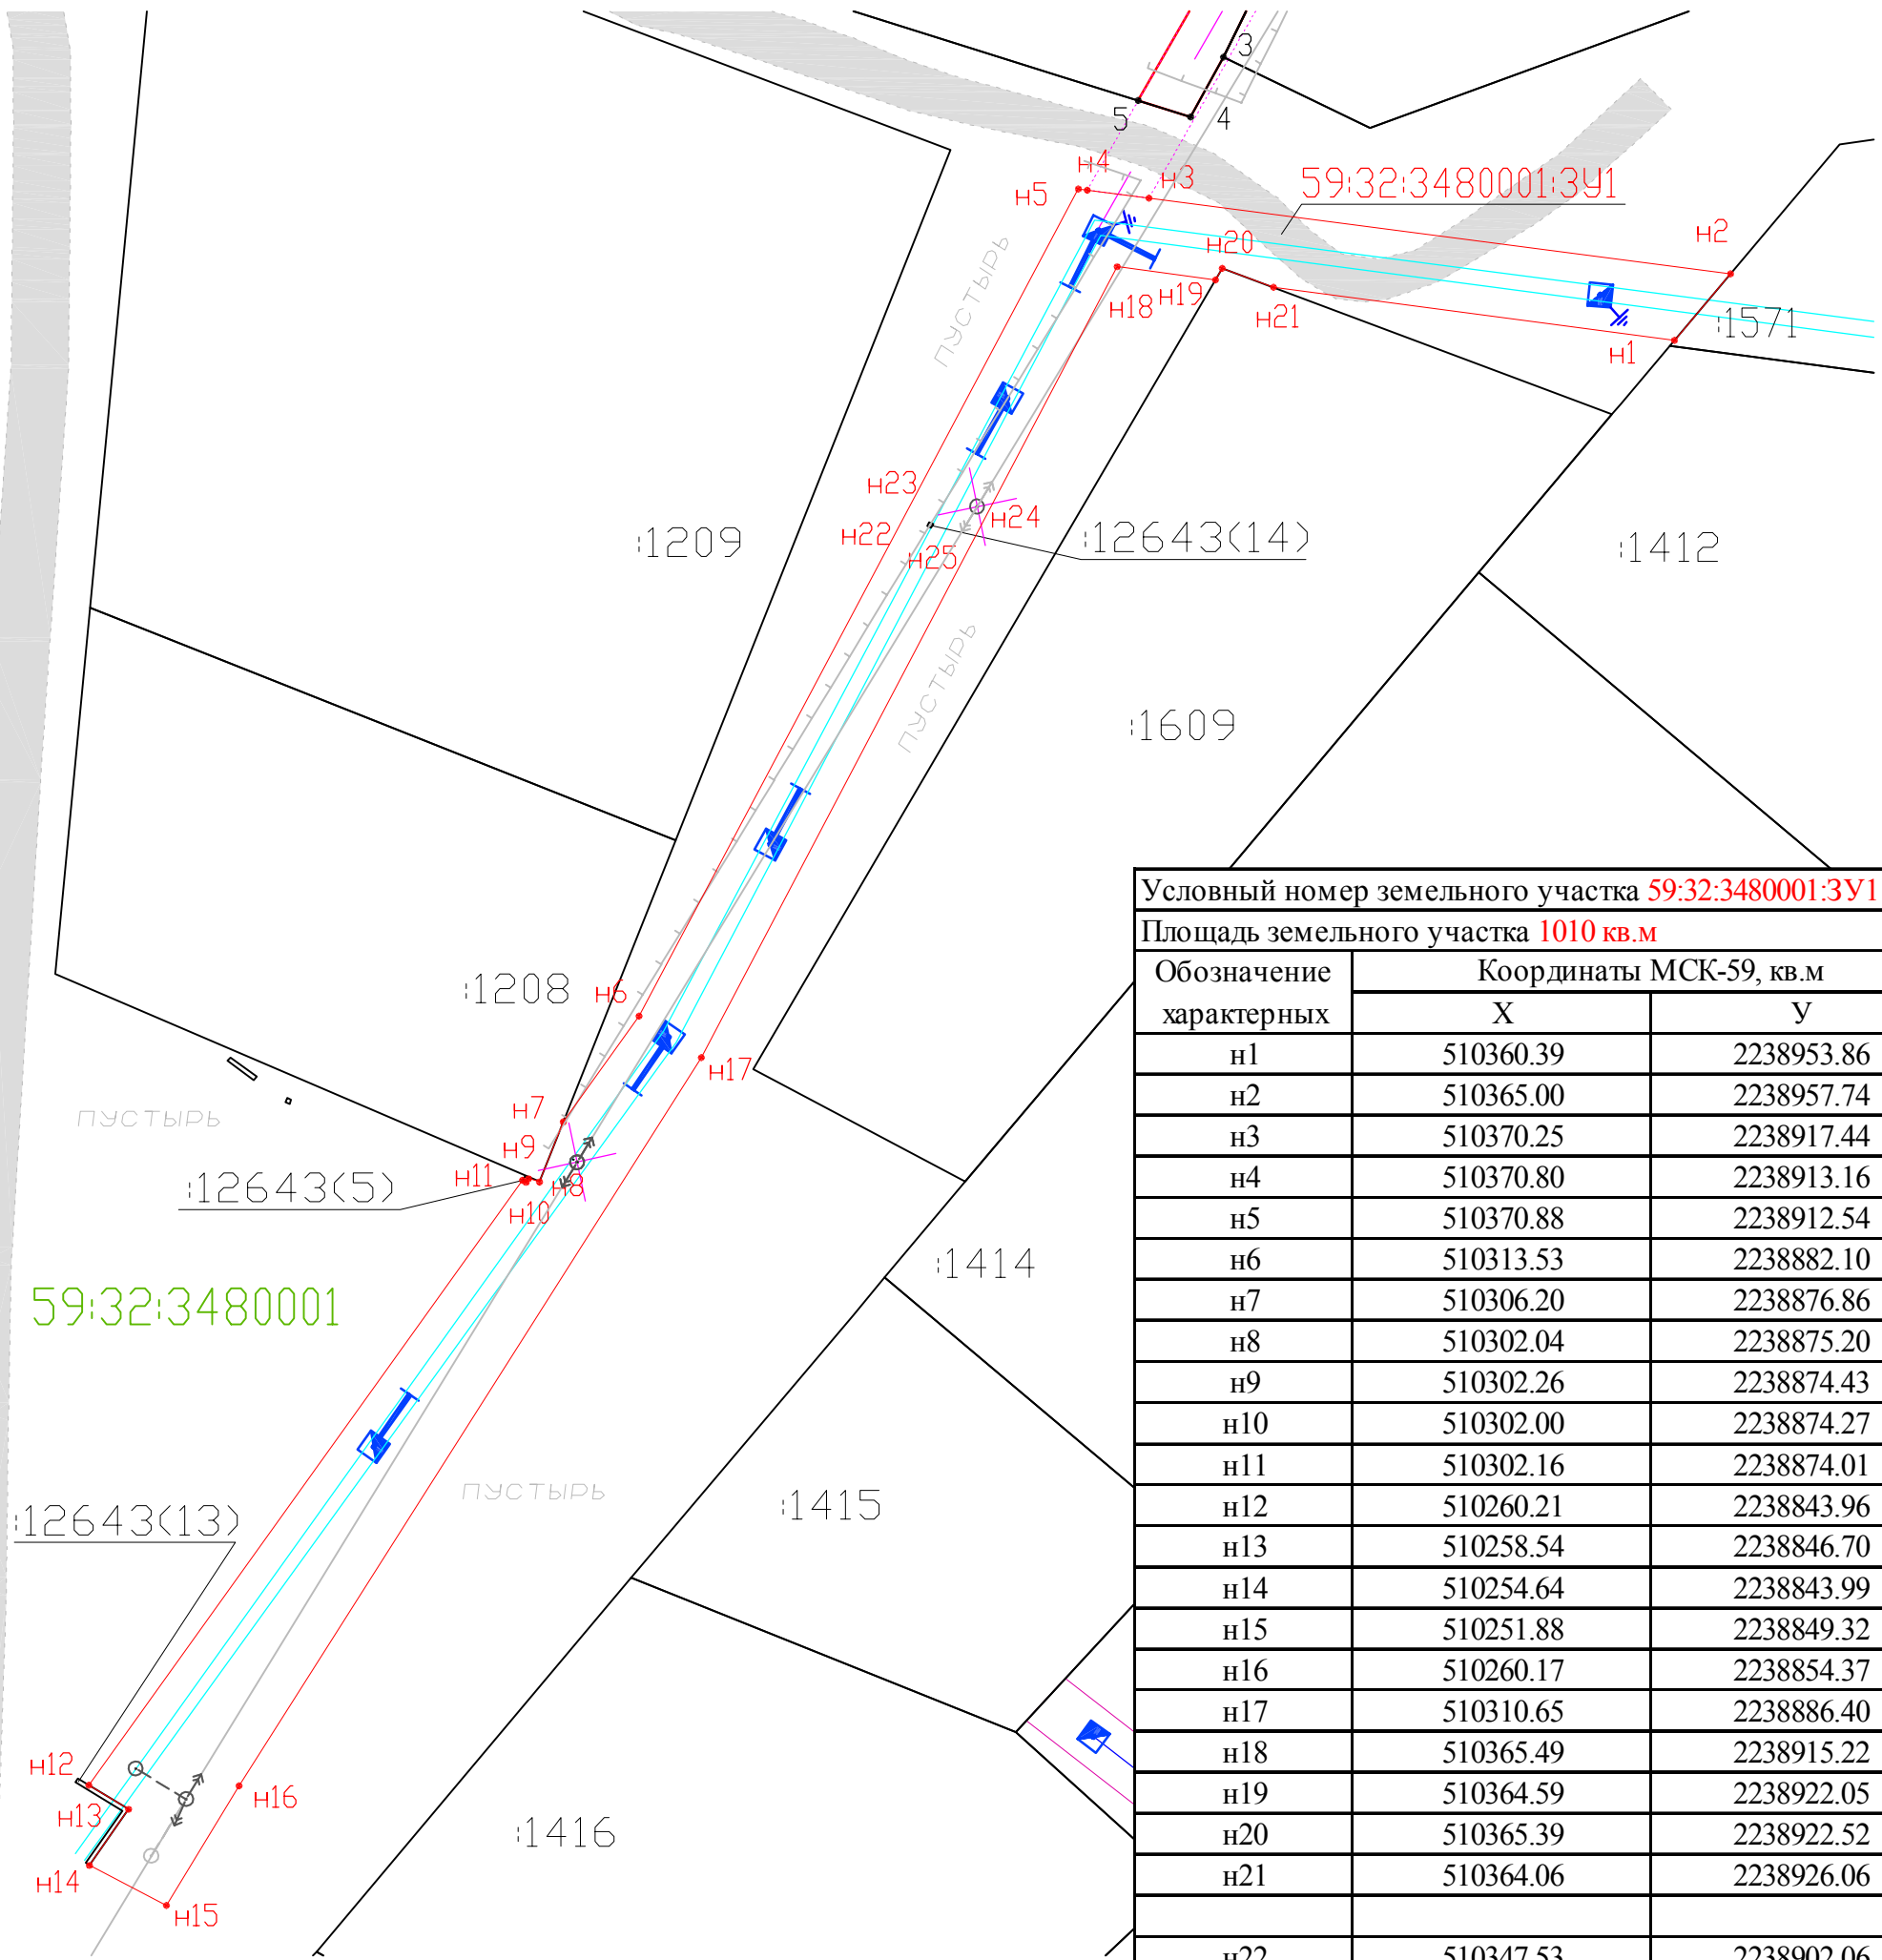 3
5
4
н4
н3
н5
59:32:3480001:ЗУ1
н2
н20
ПУСТЫРЬ
н18
н19
н21
:1571
н1
н23
н24
н22
:1209
:12643(14)
:1412
н25
ПУСТЫРЬ
:1609
:1208
н6
н17
н7
ПУСТЫРЬ
н9
н11
н8
:12643(5)
н10
:1414
59:32:3480001
ПУСТЫРЬ
:1415
:12643(13)
н12
н13
н16
:1416
н14
н15
Условный номер земельного участка 59:32:3480001:ЗУ1
Площадь земельного участка 1010 кв.м
Обозначение характерных Координаты МСК-59, кв.м
Х У
н1 510360.39 2238953.86
н2 510365.00 2238957.74
н3 510370.25 2238917.44
н4 510370.80 2238913.16
н5 510370.88 2238912.54
н6 510313.53 2238882.10
н7 510306.20 2238876.86
н8 510302.04 2238875.20
н9 510302.26 2238874.43
н10 510302.00 2238874.27
н11 510302.16 2238874.01
н12 510260.21 2238843.96
н13 510258.54 2238846.70
н14 510254.64 2238843.99
н15 510251.88 2238849.32
н16 510260.17 2238854.37
н17 510310.65 2238886.40
н18 510365.49 2238915.22
н19 510364.59 2238922.05
н20 510365.39 2238922.52
н21 510364.06 2238926.06
н22 510347.53 2238902.06